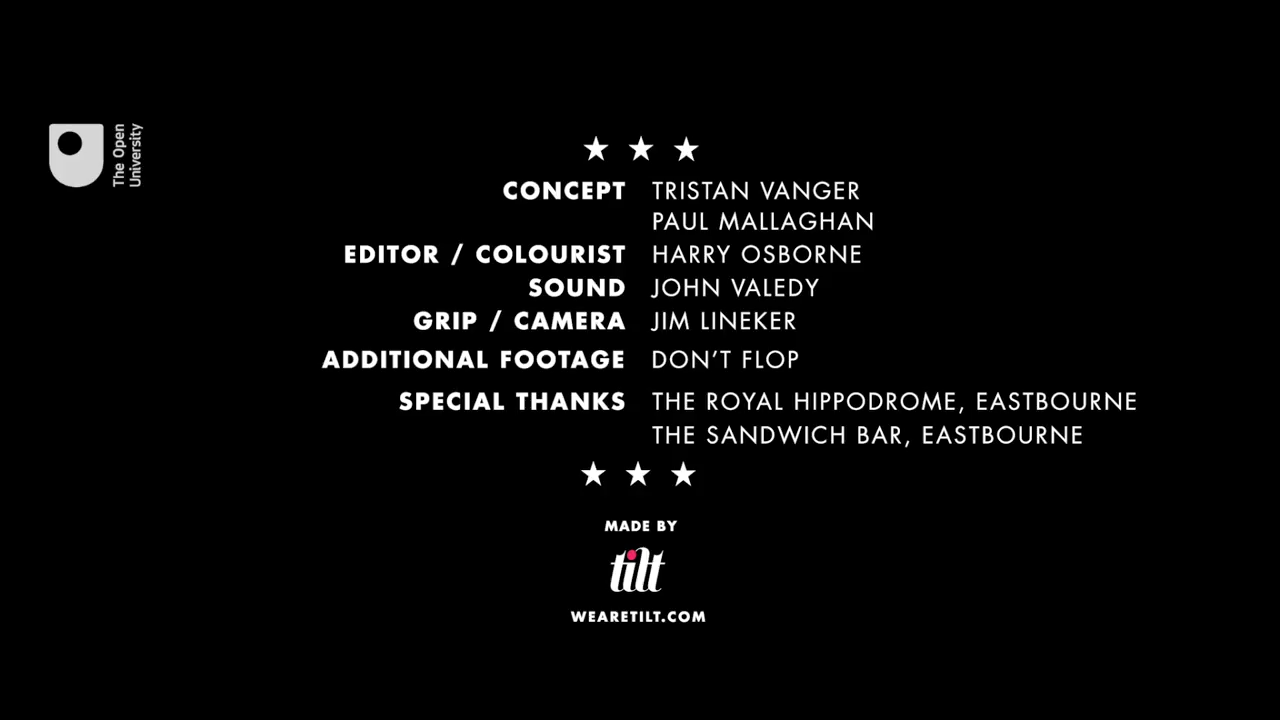 The Open
University
★ ★ ★
CONCEPT TRISTAN VANGER
PAUL MALLAGHAN
EDITOR / COLOURIST HARRY OSBORNE
SOUND JOHN VALEDY
GRIP / CAMERA JIM LINEKER
ADDITIONAL FOOTAGE DON'T FLOP
SPECIAL THANKS THE ROYAL HIPPODROME, EASTBOURNE
THE SANDWICH BAR, EASTBOURNE
★ ★ ★
MADE BY
tilt
WEARETILT.COM